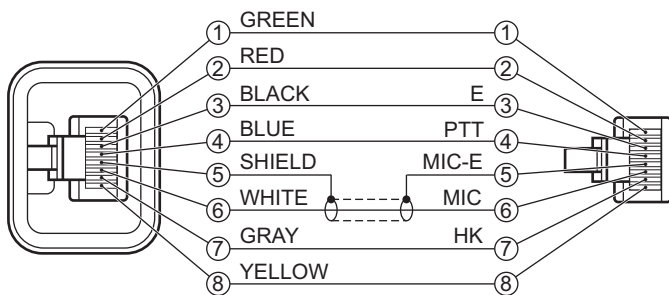 ① GREEN ①
② RED ②
③ BLACK E ③
④ BLUE PTT ④
⑤ SHIELD MIC-E ⑤
⑥ WHITE MIC ⑥
⑦ GRAY HK ⑦
⑧ YELLOW ⑧